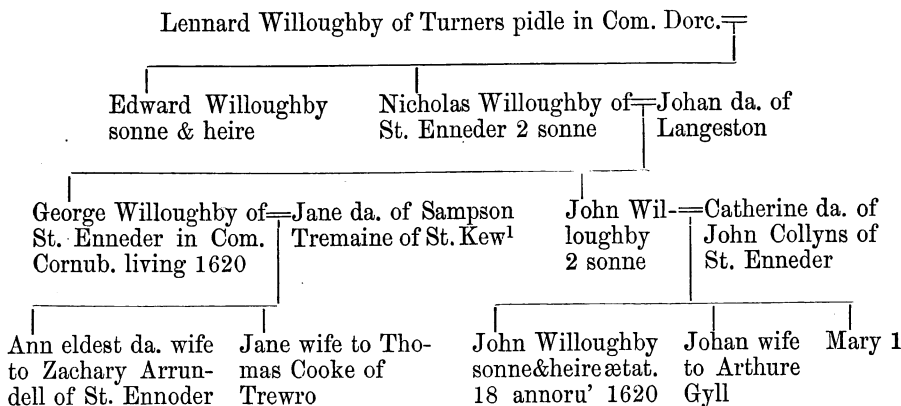 Lennard Willoughby of Turners pidle in Com. Dorc.
Edward Willoughby
sonne & heire
Nicholas Willoughby of
St. Enneder 2 sonne
Johan da. of
Langeston
George Willoughby of
St. Enneder in Com.
Cornub. living 1620
Jane da. of Sampson
Tremaine of St. Kew¹
John Wil-
loughby
2 sonne
Catherine da. of
John Collyns of
St. Enneder
Ann eldest da. wife
to Zachary Arrun-
dell of St. Ennoder
Jane wife to Tho-
mas Cooke of
Trewro
John Willoughby
sonne&heire ætat.
18 annoru' 1620
Johan wife
to Arthure
Gyll
Mary 1